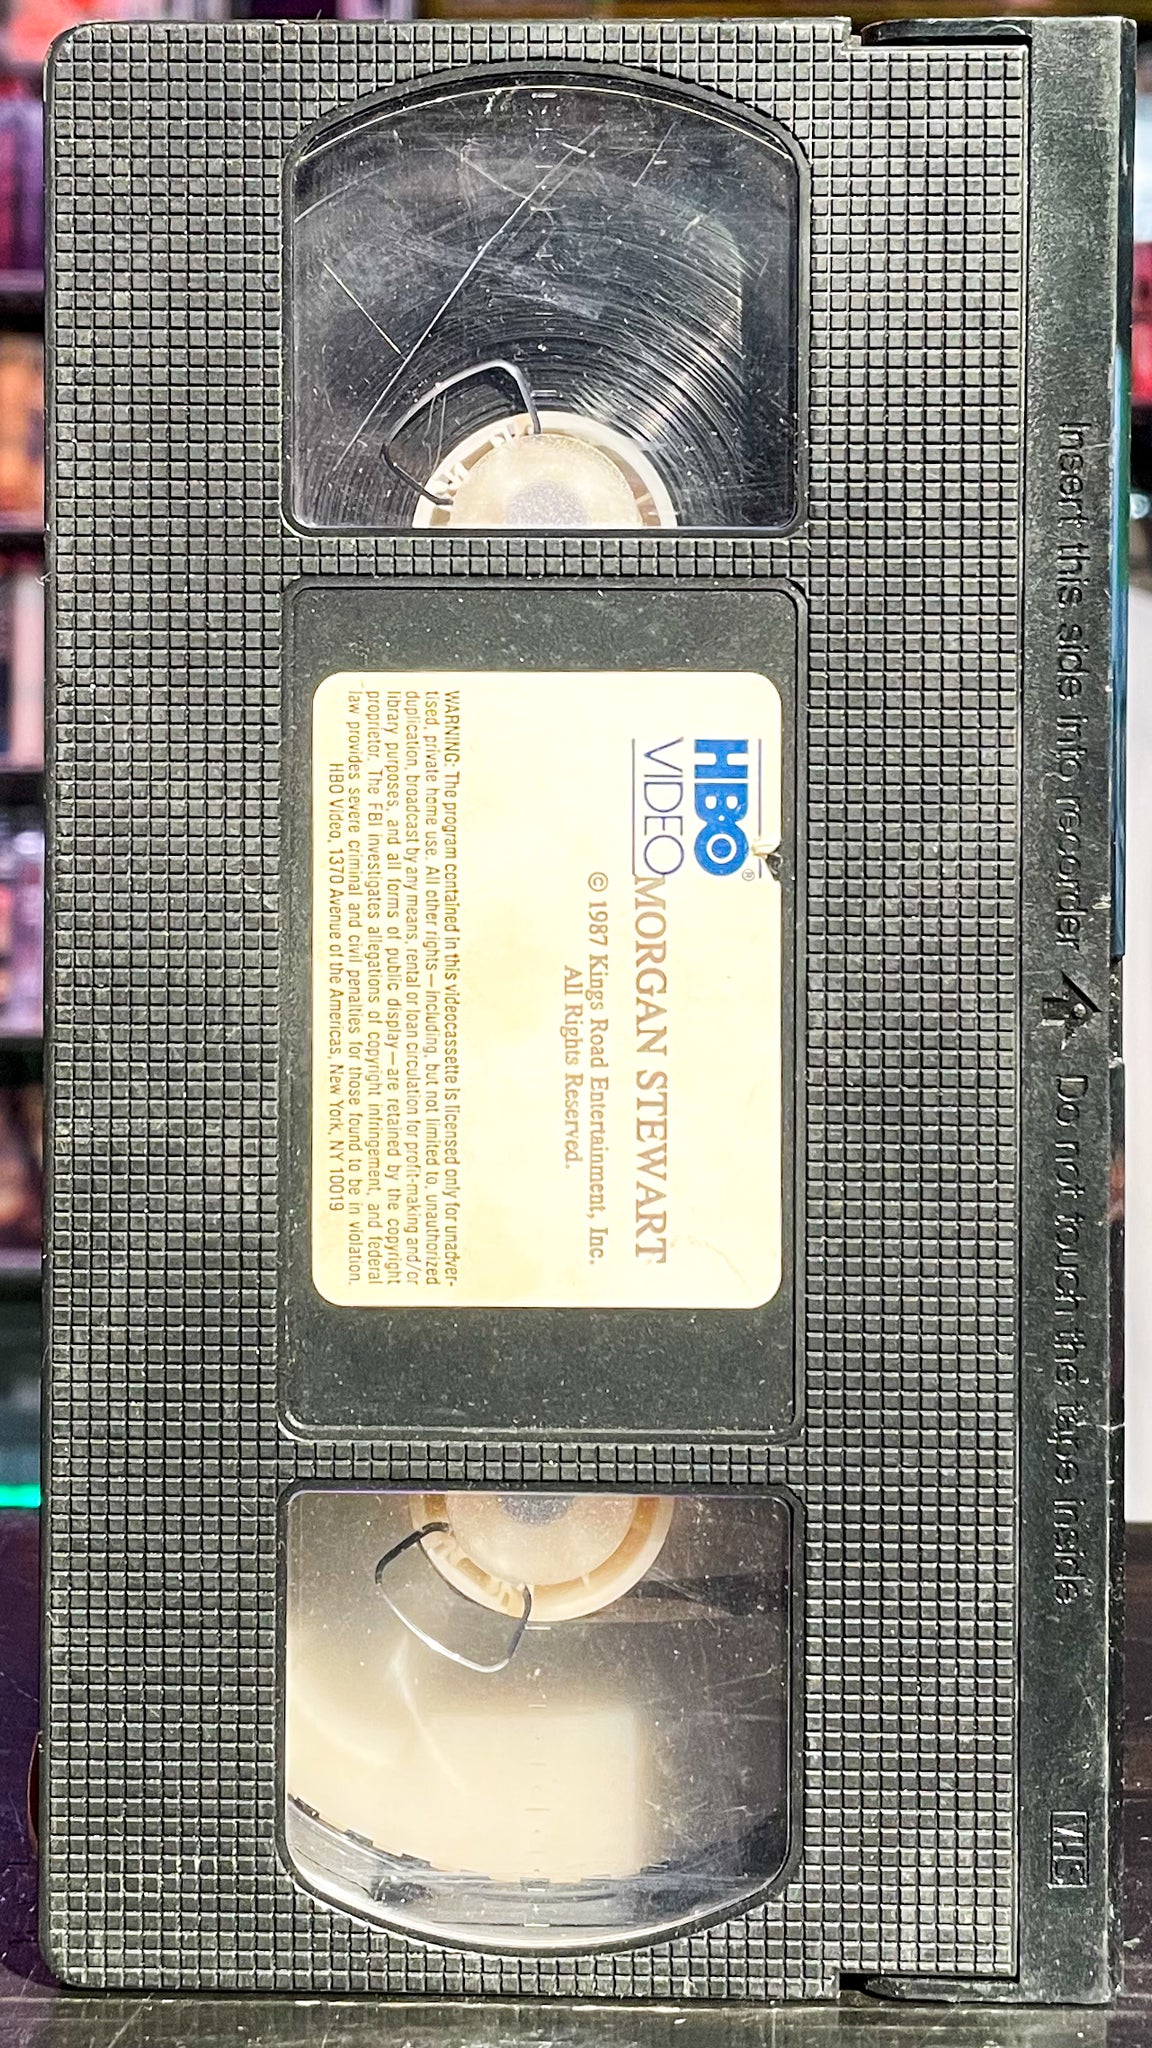 Insert this side into recorder Do not touch the tape inside
VHS
HBO®
VIDEO
MORGAN STEWART
© 1987 Kings Road Entertainment, Inc.
All Rights Reserved.
WARNING: The program contained in this videocassette is licensed only for unadver-
tised, private home use. All other rights—including, but not limited to, unauthorized
duplication, broadcast by any means, rental or loan circulation for profit-making and/or
library purposes, and all forms of public display—are retained by the copyright
proprietor. The FBI investigates allegations of copyright infringement, and federal
law provides severe criminal and civil penalties for those found to be in violation.
HBO Video, 1370 Avenue of the Americas, New York, NY 10019